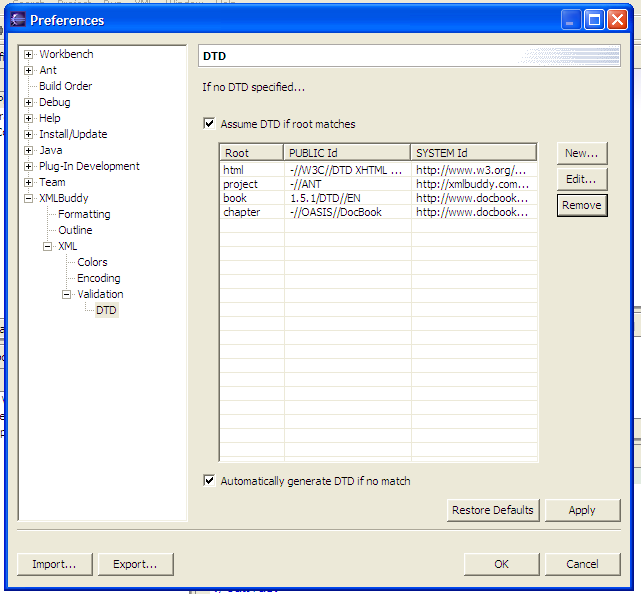 Preferences
Workbench
Ant
Build Order
Debug
Help
Install/Update
Java
Plug-In Development
Team
XMLBuddy
Formatting
Outline
XML
Colors
Encoding
Validation
DTD
DTD
If no DTD specified...
Assume DTD if root matches
Root PUBLIC Id SYSTEM Id
html -//W3C//DTD XHTML ... http://www.w3.org/...
project -//ANT http://xmlbuddy.com...
book 1.5.1/DTD//EN http://www.docbook...
chapter -//OASIS//DocBook http://www.docbook...
New...
Edit...
Remove
Automatically generate DTD if no match
Restore Defaults Apply
Import... Export... OK Cancel